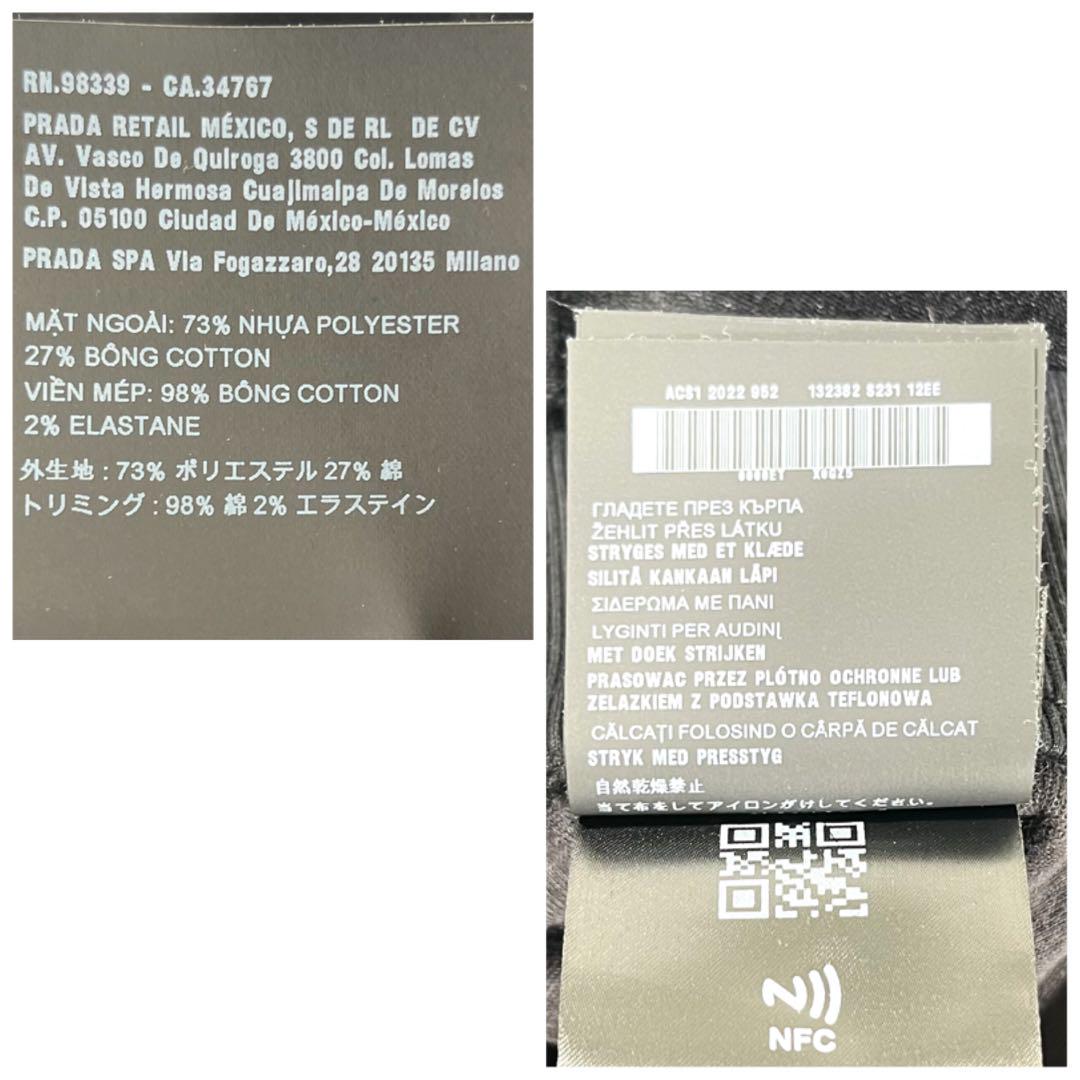 RN.98339 - CA.34767
PRADA RETAIL MÉXICO, S DE RL DE CV
AV. Vasco De Quiroga 3800 Col. Lomas
De Vista Hermosa Cuajimalpa De Morelos
C.P. 05100 Ciudad De México-México
PRADA SPA Via Fogazzaro,28 20135 Milano
MẶT NGOÀI: 73% NHỰA POLYESTER
27% BÔNG COTTON
VIỀN MÉP: 98% BÔNG COTTON
2% ELASTANE
外生地 : 73% ポリエステル 27% 綿
トリミング : 98% 綿 2% エラステイン
ACS1 2022 952 132382 S231 12EE
ГЛАДЕТЕ ПРЕЗ КЪРПА
ŽEHLIT PŘES LÁTKU
STRYGES MED ET KLÆDE
SILITÄ KANKAAN LÄPI
ΣΙΔΕΡΩΜΑ ΜΕ ΠΑΝΙ
LYGINTI PER AUDINĮ
MET DOEK STRIJKEN
PRASOWAC PRZEZ PLÓTNO OCHRONNE LUB
ZELAZKIEM Z PODSTAWKA TEFLONOWA
CĂLCAȚI FOLOSIND O CÂRPĂ DE CĂLCAT
STRYK MED PRESSTYG
自然乾燥禁止
当て布をしてアイロンがけしてください。
NFC